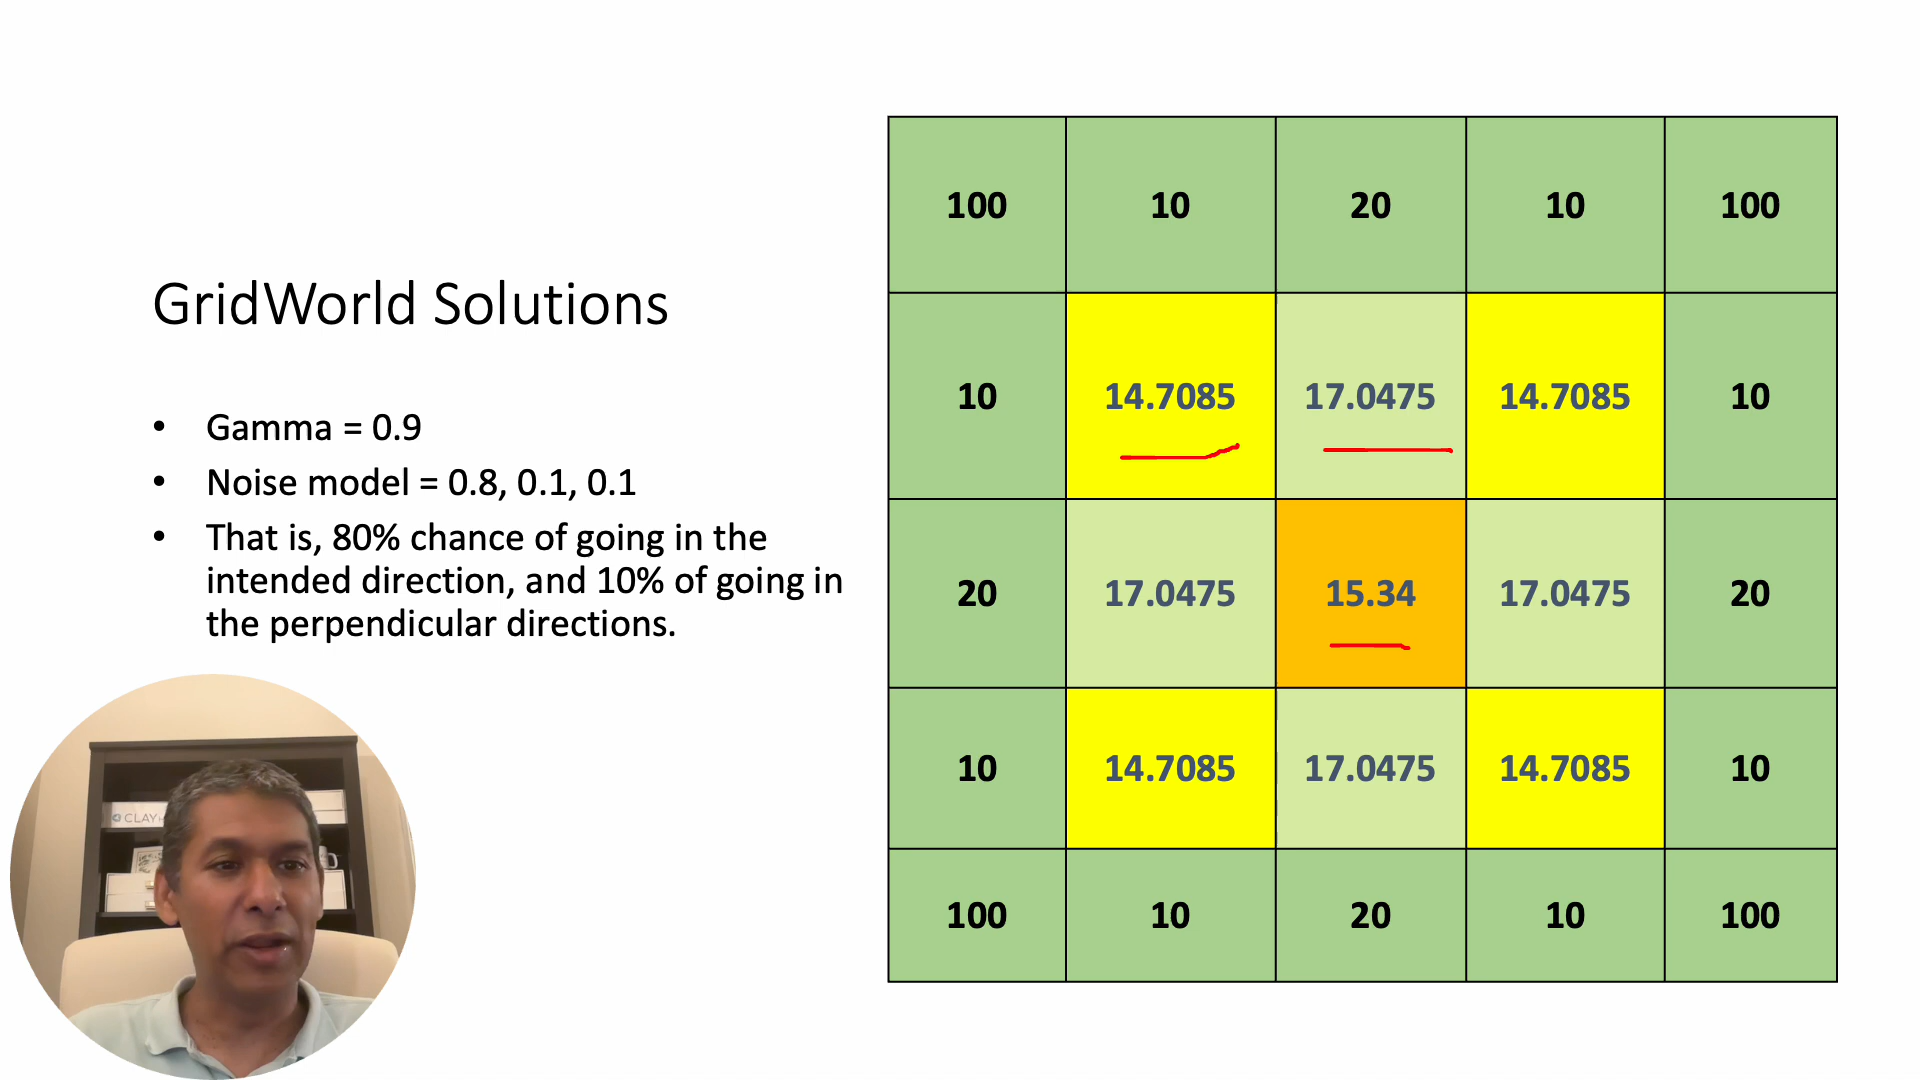 GridWorld Solutions
• Gamma = 0.9
• Noise model = 0.8, 0.1, 0.1
• That is, 80% chance of going in the
intended direction, and 10% of going in
the perpendicular directions.
100 10 20 10 100
10 14.7085 17.0475 14.7085 10
20 17.0475 15.34 17.0475 20
10 14.7085 17.0475 14.7085 10
100 10 20 10 100
CLAY